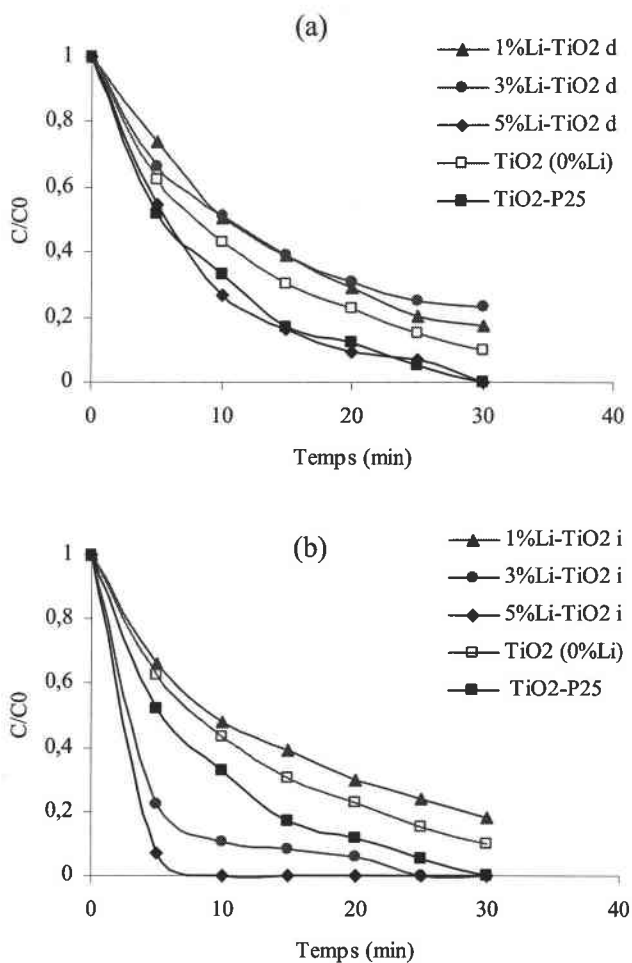 (a)
1%Li-TiO2 d
3%Li-TiO2 d
5%Li-TiO2 d
TiO2 (0%Li)
TiO2-P25
C/C0
1
0,8
0,6
0,4
0,2
0
0 10 20 30 40
Temps (min)
(b)
1%Li-TiO2 i
3%Li-TiO2 i
5%Li-TiO2 i
TiO2 (0%Li)
TiO2-P25
C/C0
1
0,8
0,6
0,4
0,2
0
0 10 20 30 40
Temps (min)